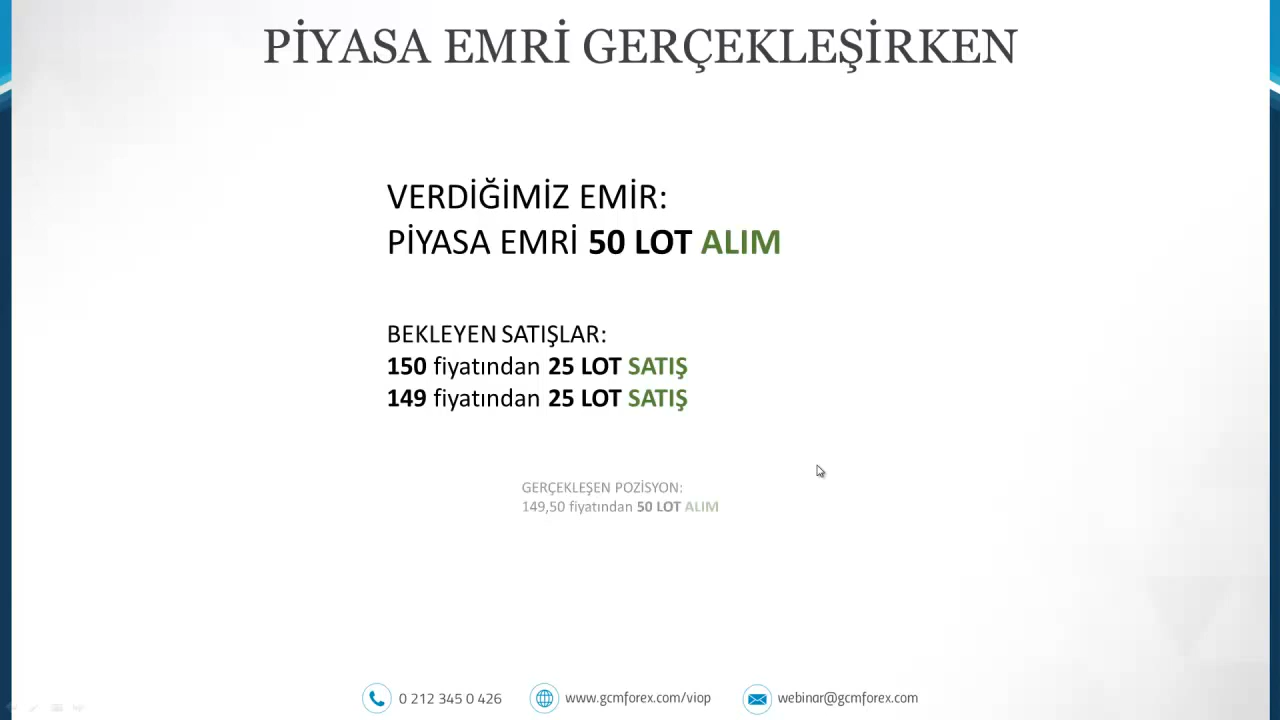 PİYASA EMRİ GERÇEKLEŞİRKEN
VERDİĞİMİZ EMİR:
PİYASA EMRİ 50 LOT ALIM
BEKLEYEN SATIŞLAR:
150 fiyatından 25 LOT SATIŞ
149 fiyatından 25 LOT SATIŞ
GERÇEKLEŞEN POZİSYON:
149,50 fiyatından 50 LOT ALIM
0 212 345 0 426
www.gcmforex.com/viop
webinar@gcmforex.com